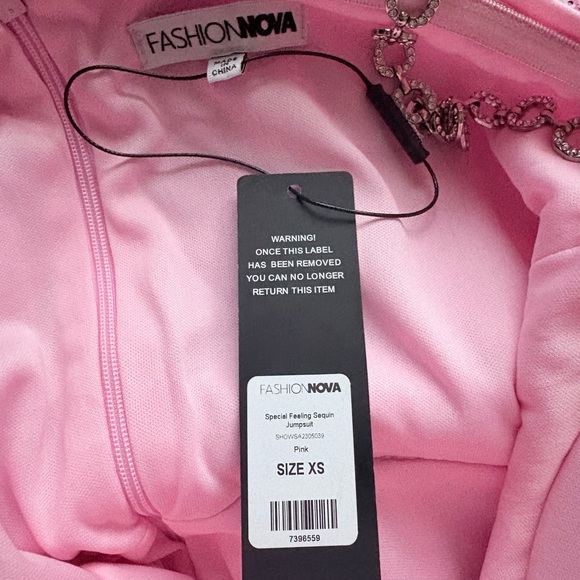 FASHIONNOVA
MADE
IN
CHINA
WARNING!
ONCE THIS LABEL
HAS BEEN REMOVED
YOU CAN NO LONGER
RETURN THIS ITEM
FASHIONNOVA
Special Feeling Sequin
Jumpsuit
SHOWSA2305039
Pink
SIZE XS
7396559